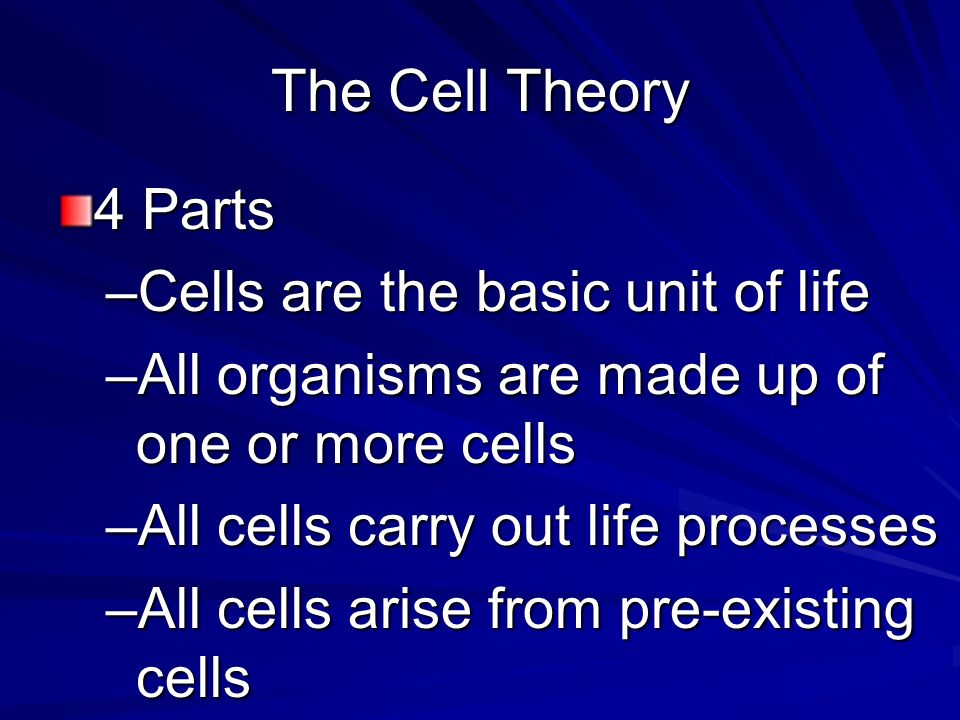 The Cell Theory
4 Parts
–Cells are the basic unit of life
–All organisms are made up of
one or more cells
–All cells carry out life processes
–All cells arise from pre-existing
cells